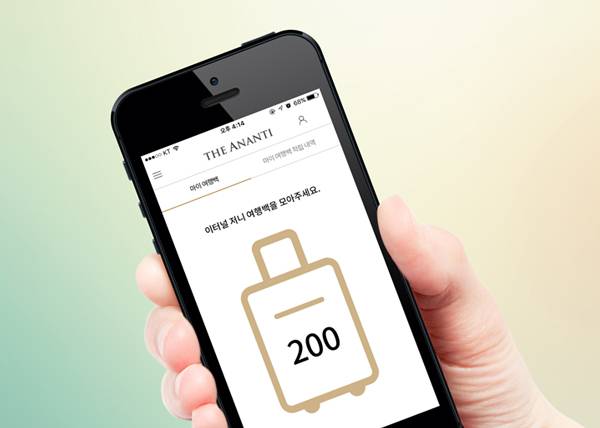 ●●●○○ KT 오후 4:14 68%
THE ANANTI
마이 여행백 마이 여행백 적립 내역
이터널 저니 여행백을 모아주세요.
200